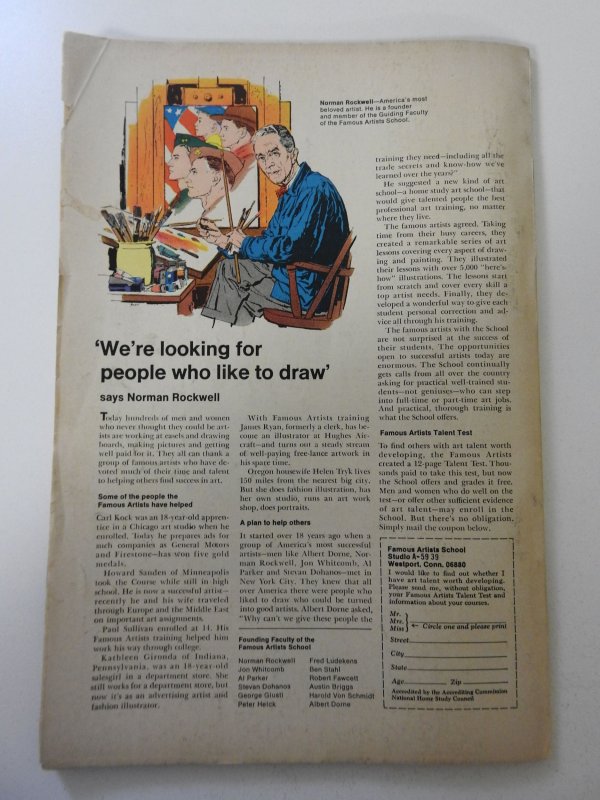 Norman Rockwell—America's most
beloved artist. He is a founder
and member of the Guiding Faculty
of the Famous Artists School.
'We're looking for
people who like to draw'
says Norman Rockwell
Today hundreds of men and women
who never thought they could be art-
ists are working at easels and drawing
boards, making pictures and getting
well paid for it. They all can thank a
group of famous artists who have de-
voted much of their time and talent
to helping others find success in art.
Some of the people the
Famous Artists have helped
Carl Kock was an 18-year-old appren-
tice in a Chicago art studio when he
enrolled. Today he prepares ads for
such companies as General Motors
and Firestone—has won five gold
medals.
Howard Sanden of Minneapolis
took the Course while still in high
school. He is now a successful artist—
recently he and his wife traveled
through Europe and the Middle East
on important art assignments.
Paul Sullivan enrolled at 14. His
Famous Artists training helped him
work his way through college.
Kathleen Gironda of Indiana,
Pennsylvania, was an 18-year-old
salesgirl in a department store. She
still works for a department store, but
now it's as an advertising artist and
fashion illustrator.
With Famous Artists training
James Ryan, formerly a clerk, has be-
come an illustrator at Hughes Air-
craft—and turns out a steady stream
of well-paying free-lance artwork in
his spare time.
Oregon housewife Helen Tryk lives
150 miles from the nearest big city.
But she does fashion illustration, has
her own studio, runs an art work
shop, does portraits.
A plan to help others
It started over 18 years ago when a
group of America's most successful
artists—men like Albert Dorne, Nor-
man Rockwell, Jon Whitcomb, Al
Parker and Stevan Dohanos—met in
New York City. They knew that all
over America there were people who
liked to draw who could be turned
into good artists. Albert Dorne asked,
"Why can't we give these people the
Founding Faculty of the
Famous Artists School
Norman Rockwell
Jon Whitcomb
Al Parker
Stevan Dohanos
George Giusti
Peter Helck
Fred Ludekens
Ben Stahl
Robert Fawcett
Austin Briggs
Harold Von Schmidt
Albert Dorne
training they need—including all the
trade secrets and know-how we've
learned over the years?"
He suggested a new kind of art
school—a home study art school—that
would give talented people the best
professional art training, no matter
where they live.
The famous artists agreed. Taking
time from their busy careers, they
created a remarkable series of art
lessons covering every aspect of draw-
ing and painting. They illustrated
their lessons with over 5,000 "here's-
how" illustrations. The lessons start
from scratch and cover every skill a
top artist needs. Finally, they de-
veloped a wonderful way to give each
student personal correction and ad-
vice all through his training.
The famous artists with the School
are not surprised at the success of
their students. The opportunities
open to successful artists today are
enormous. The School continually
gets calls from all over the country
asking for practical well-trained stu-
dents—not geniuses—who can step
into full-time or part-time art jobs.
And practical, thorough training is
what the School offers.
Famous Artists Talent Test
To find others with art talent worth
developing, the Famous Artists
created a 12-page Talent Test. Thou-
sands paid to take this test, but now
the School offers and grades it free.
Men and women who do well on the
test—or offer other sufficient evidence
of art talent—may enroll in the
School. But there's no obligation.
Simply mail the coupon below.
Famous Artists School
Studio A-5939
Westport, Conn. 06880
I would like to find out whether I
have art talent worth developing.
Please send me, without obligation,
your Famous Artists Talent Test and
information about your courses.
Mr.
Mrs. Circle one and please print
Miss
Street
City
State
Age Zip
Accredited by the Accrediting Commission
National Home Study Council